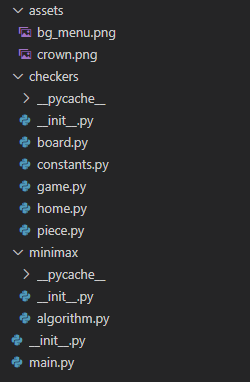 assets
bg_menu.png
crown.png
checkers
__pycache__
__init__.py
board.py
constants.py
game.py
home.py
piece.py
minimax
__pycache__
__init__.py
algorithm.py
__init__.py
main.py